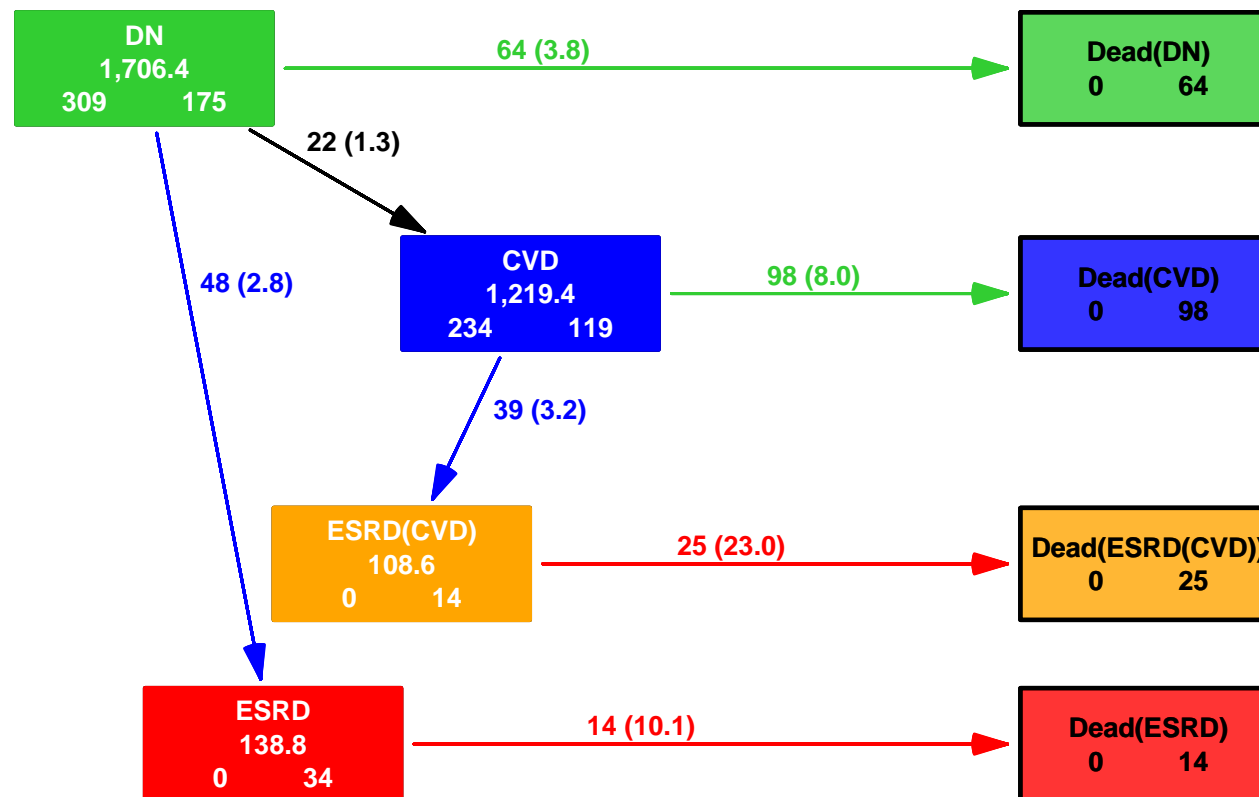 DN
1,706.4
309 175
64 (3.8)
Dead(DN)
0 64
22 (1.3)
48 (2.8)
CVD
1,219.4
234 119
98 (8.0)
Dead(CVD)
0 98
39 (3.2)
ESRD(CVD)
108.6
0 14
25 (23.0)
Dead(ESRD(CVD))
0 25
ESRD
138.8
0 34
14 (10.1)
Dead(ESRD)
0 14